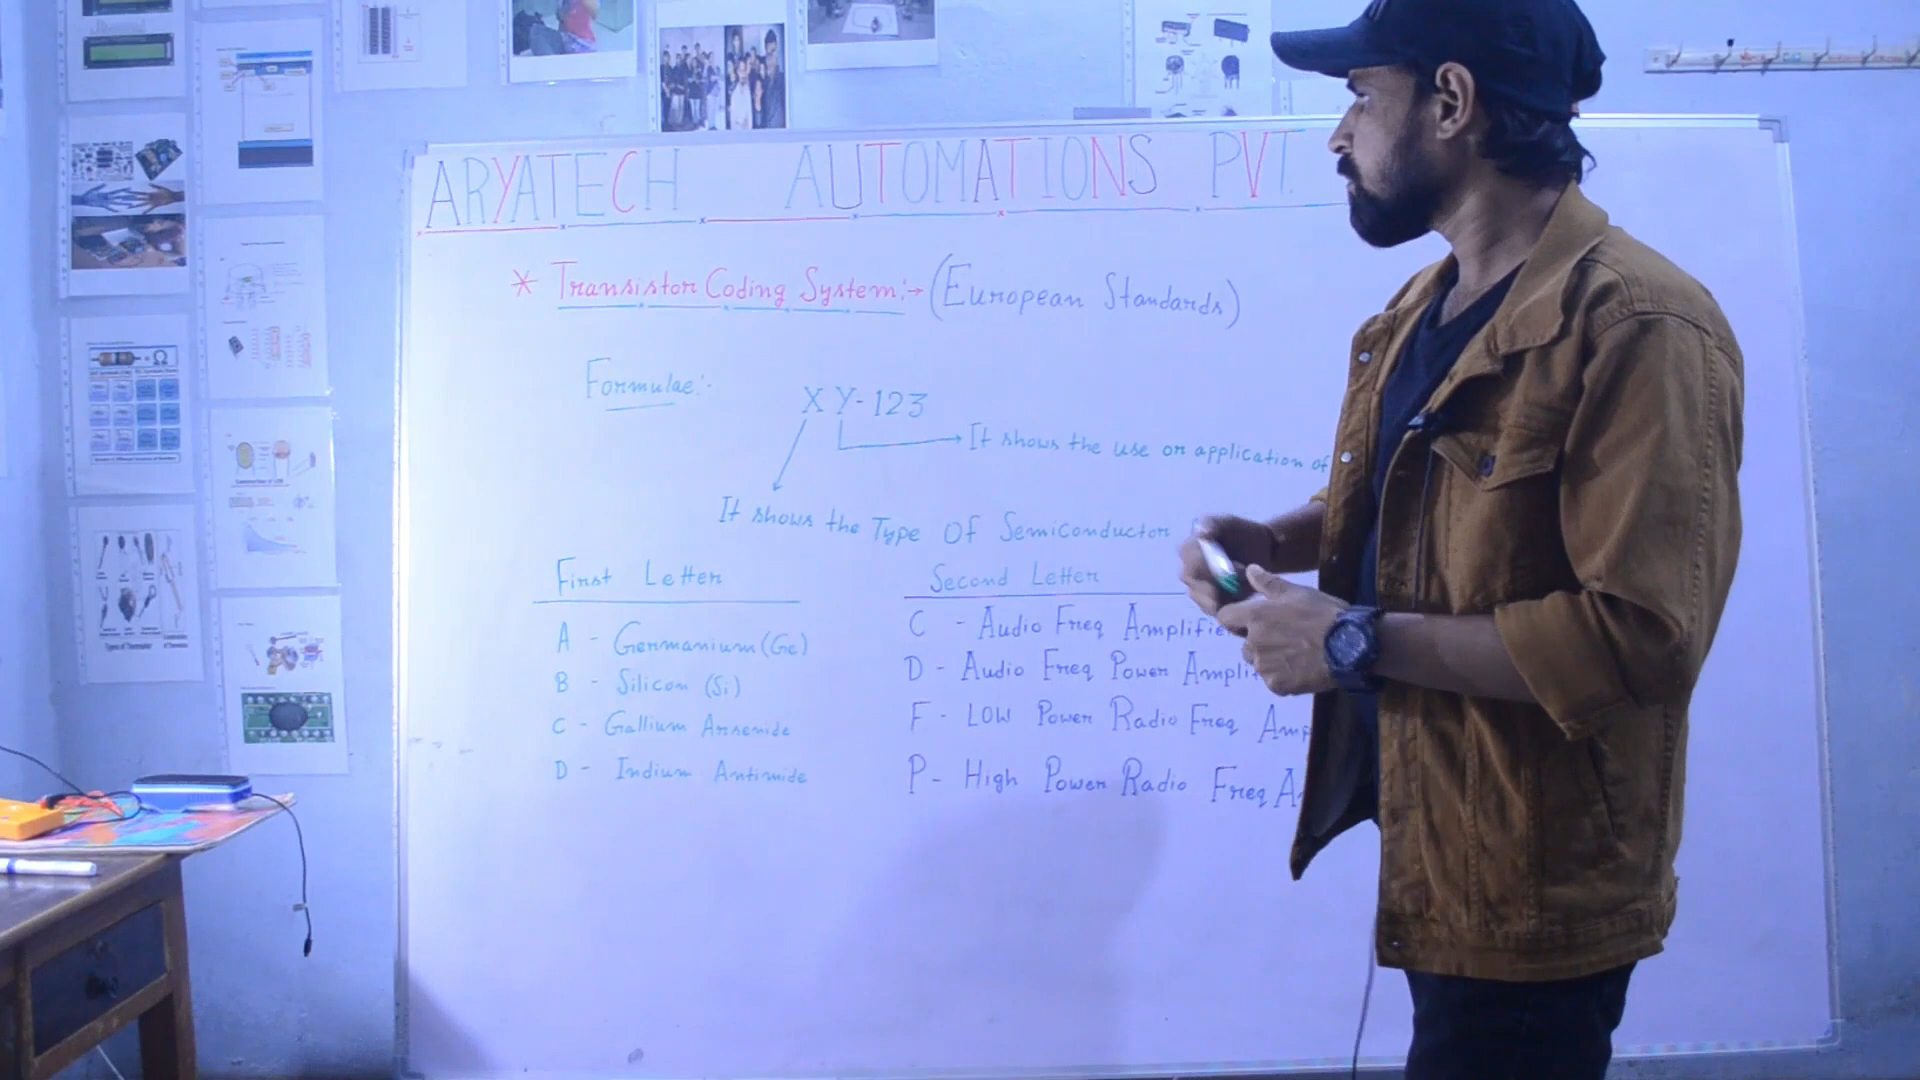 ARYATECH AUTOMATIONS PVT.
* Transistor Coding System:→ (European Standards)
Formulae:-
XY-123
It shows the use or application of
It shows the Type Of Semiconductor
First Letter
A - Germanium (Ge)
B - Silicon (Si)
C - Gallium Arsenide
D - Indium Antimide
Second Letter
C - Audio Freq Amplifie
D - Audio Freq Power Ampli
F - LOW Power Radio Freq Amp
P - High Power Radio Freq A